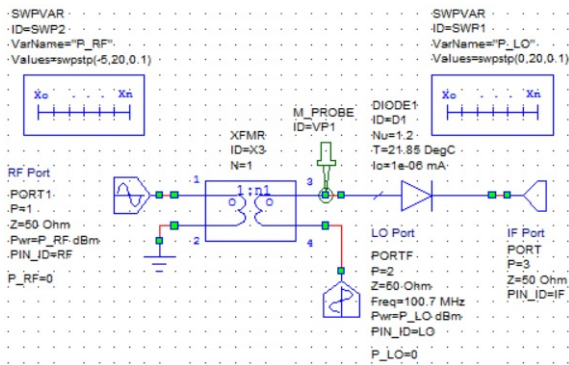 SWPVAR
ID=SWP2
VarName="P_RF"
Values=swpstp(-5,20,0.1)
Xo . . . Xn
SWPVAR
ID=SWP1
VarName="P_LO"
Values=swpstp(0,20,0.1)
Xo . . . Xn
M_PROBE
ID=VP1
DIODE1
ID=D1
Nu=1.2
T=21.85 DegC
Io=1e-06 mA
XFMR
ID=X3
N=1
RF Port
PORT1
P=1
Z=50 Ohm
Pwr=P_RF dBm
PIN_ID=RF
P_RF=0
1
1:n1
3
o o
2
4
LO Port
PORTF
P=2
Z=50 Ohm
Freq=100.7 MHz
Pwr=P_LO dBm
PIN_ID=LO
P_LO=0
IF Port
PORT
P=3
Z=50 Ohm
PIN_ID=IF